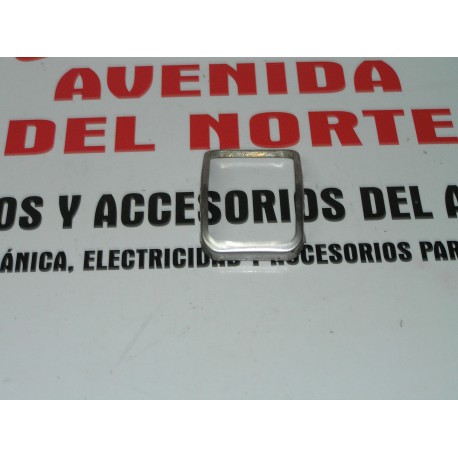 AVENIDA
DEL NORTE
OS Y ACCESORIOS DEL A
ÁNICA, ELECTRICIDAD Y ACCESORIOS PAR